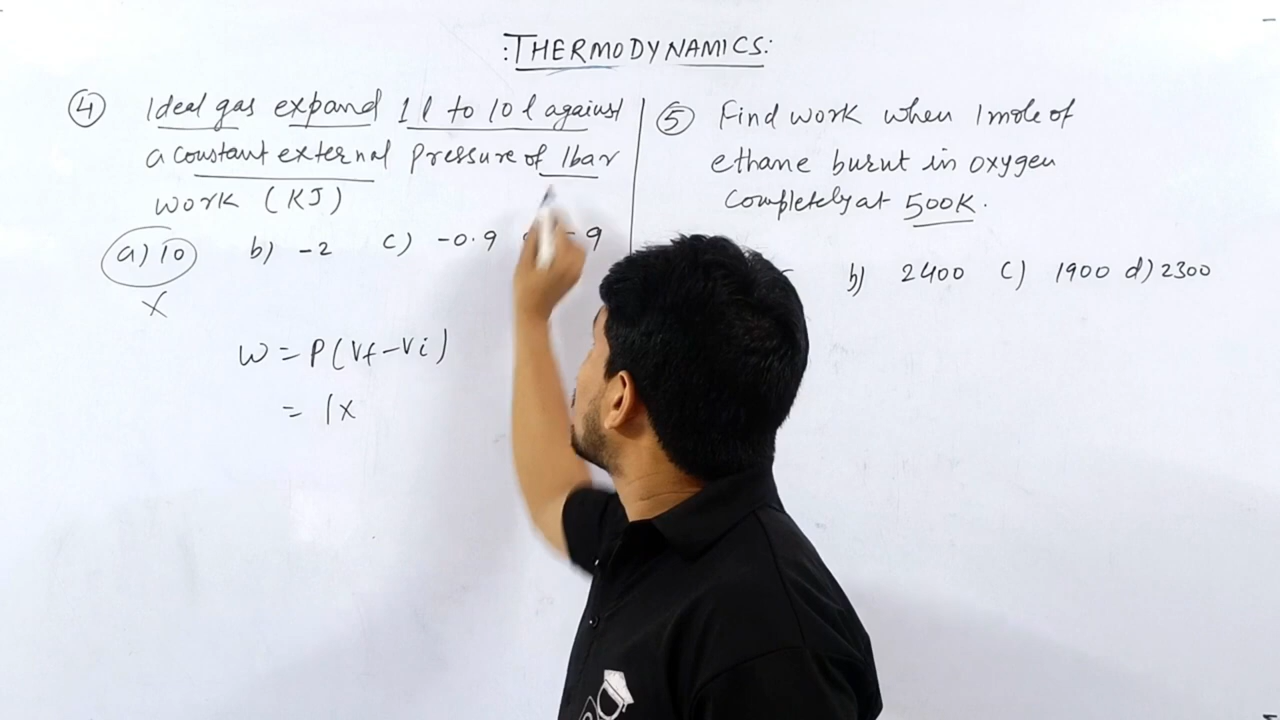 :THERMODYNAMICS:
④ Ideal gas expand 1 l to 10 l against
a constant external pressure of 1bar
work (KJ)
a) 10 b) -2 c) -0.9 -9
X
W = P(Vf-Vi)
= 1x
⑤ Find work when 1mole of
ethane burnt in oxygen
completely at 500K.
b) 2400 c) 1900 d) 2300